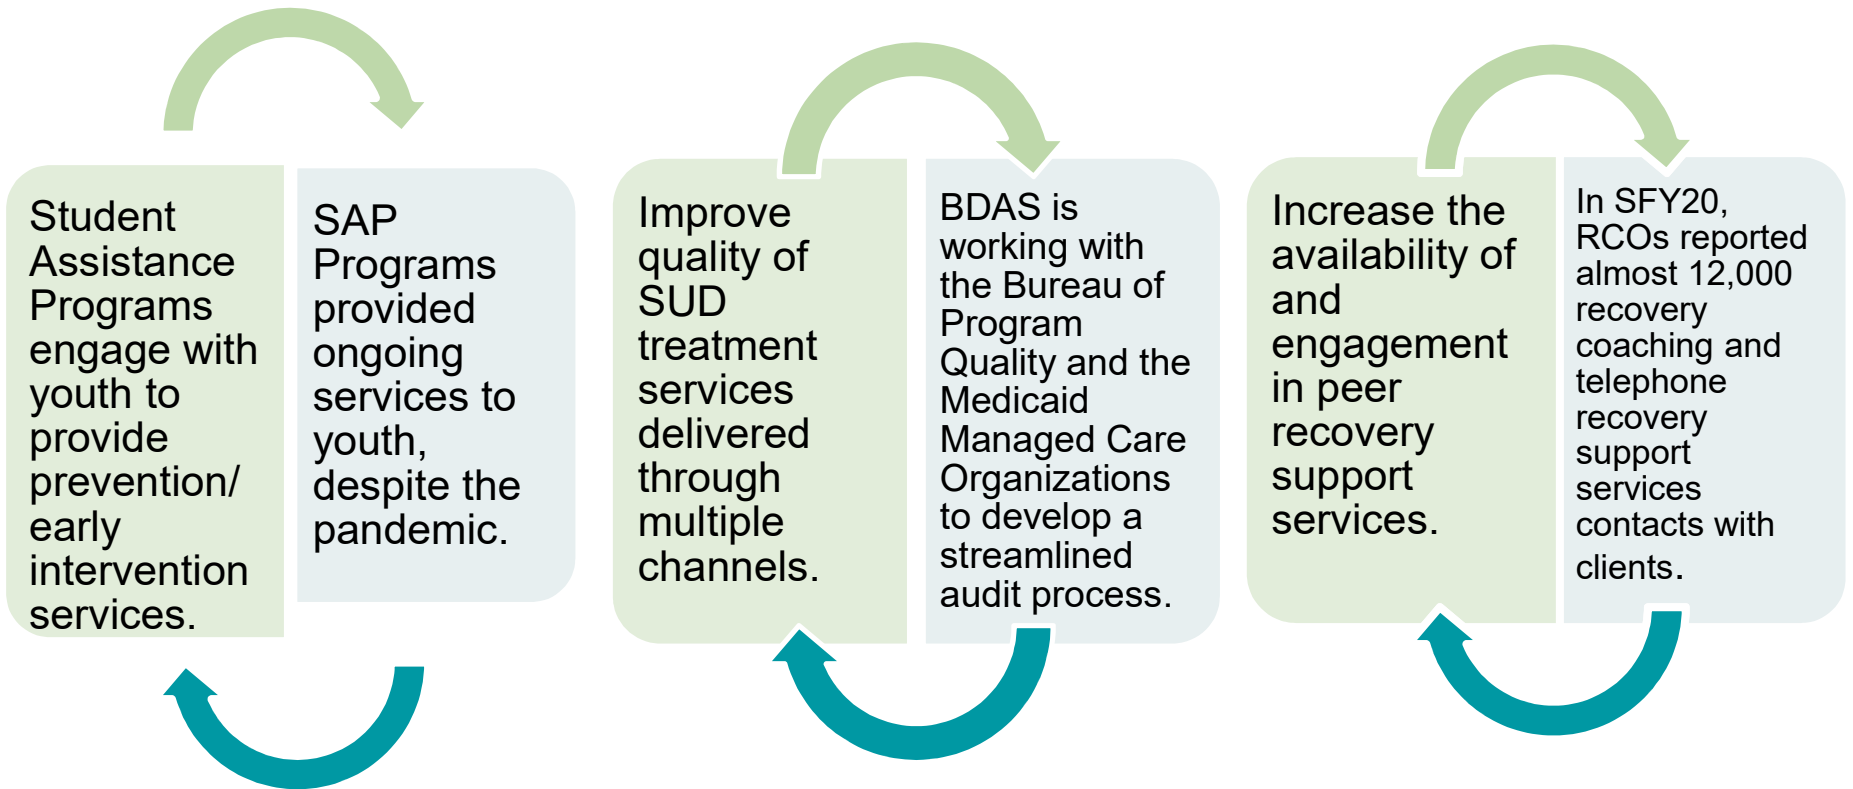 Student
Assistance
Programs
engage with
youth to
provide
prevention/
early
intervention
services.
SAP
Programs
provided
ongoing
services to
youth,
despite the
pandemic.
Improve
quality of
SUD
treatment
services
delivered
through
multiple
channels.
BDAS is
working with
the Bureau of
Program
Quality and the
Medicaid
Managed Care
Organizations
to develop a
streamlined
audit process.
Increase the
availability of
and
engagement
in peer
recovery
support
services.
In SFY20,
RCOs reported
almost 12,000
recovery
coaching and
telephone
recovery
support
services
contacts with
clients.